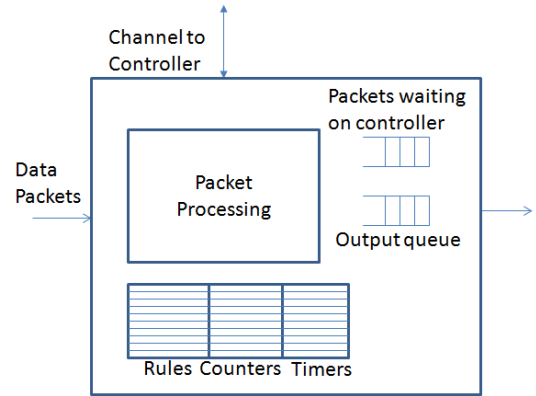 Channel to
Controller
Packets waiting
on controller
Data
Packets
Packet
Processing
Output queue
Rules Counters Timers